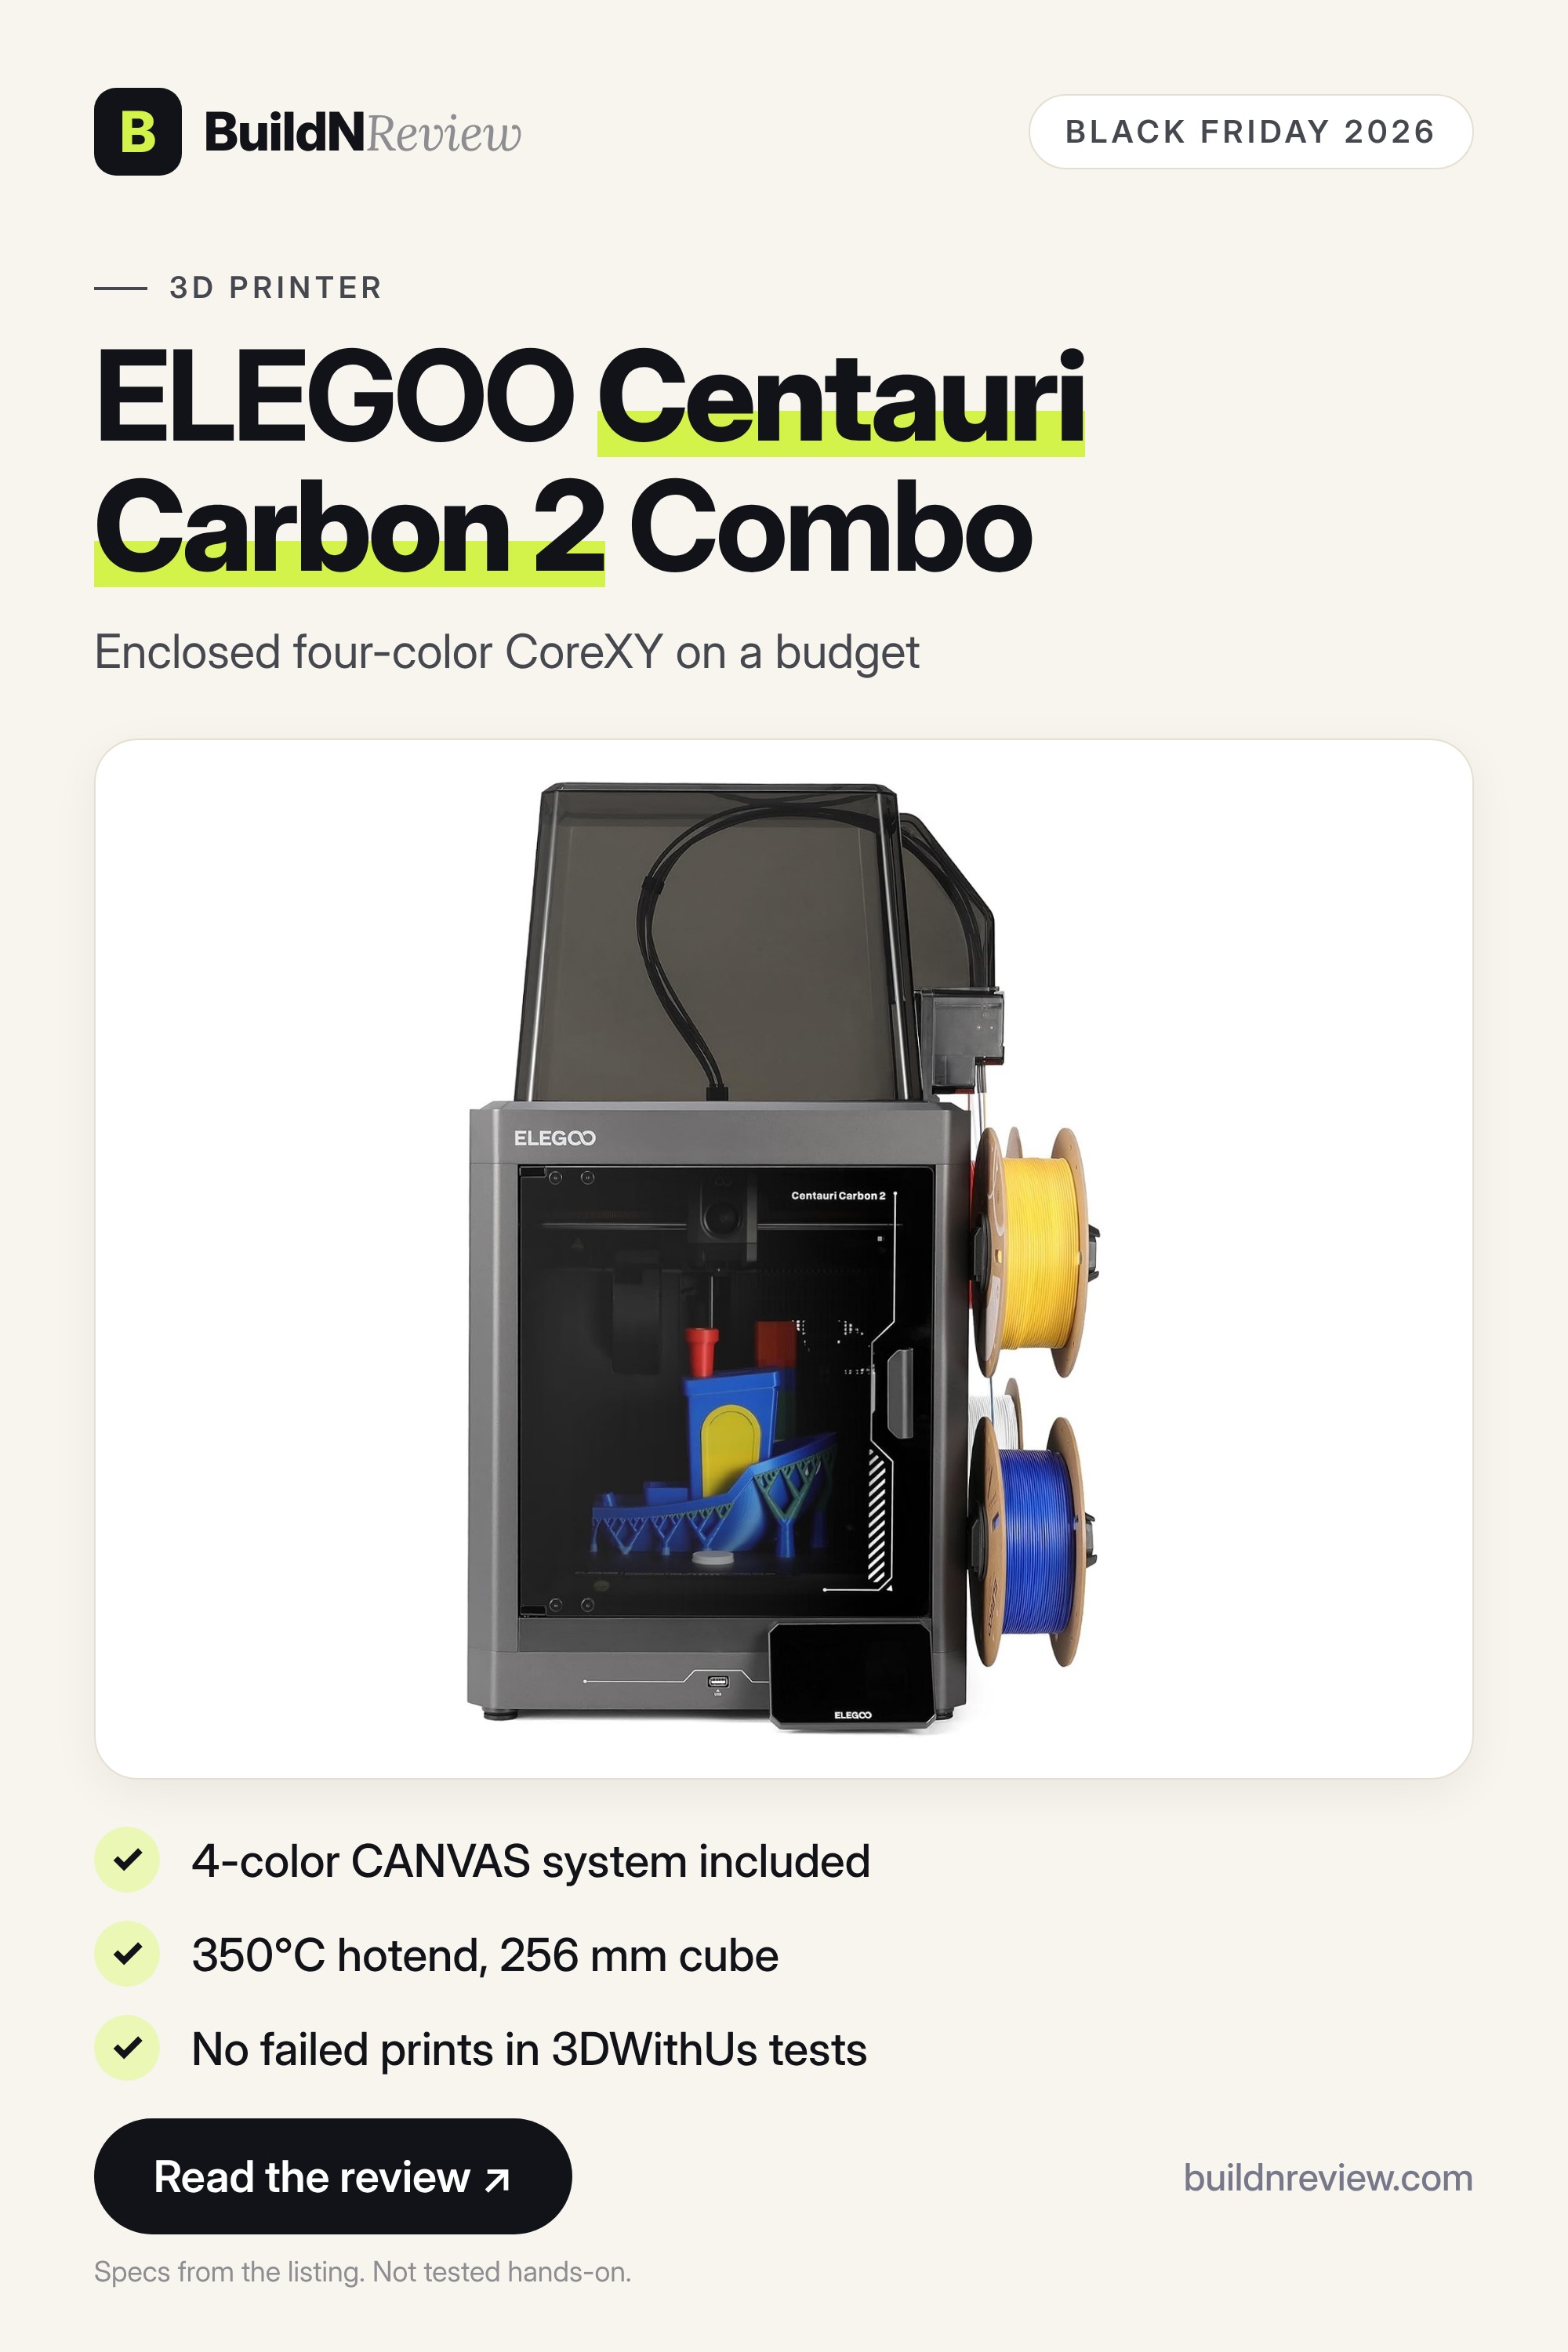 B BuildNReview
BLACK FRIDAY 2026
3D PRINTER
ELEGOO Centauri
Carbon 2 Combo
Enclosed four-color CoreXY on a budget
ELEGOO
Centauri Carbon 2
ELEGOO
4-color CANVAS system included
350°C hotend, 256 mm cube
No failed prints in 3DWithUs tests
Read the review ↗
buildnreview.com
Specs from the listing. Not tested hands-on.